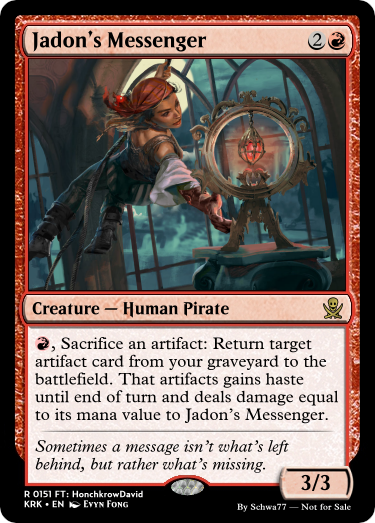 Jadon's Messenger 2
Creature — Human Pirate
, Sacrifice an artifact: Return target
artifact card from your graveyard to the
battlefield. That artifacts gains haste
until end of turn and deals damage equal
to its mana value to Jadon's Messenger.
Sometimes a message isn't what's left
behind, but rather what's missing.
3/3
R 0151 FT: HonchkrowDavid
KRK • EN Eyyn Fong
By Schwa77 — Not for Sale